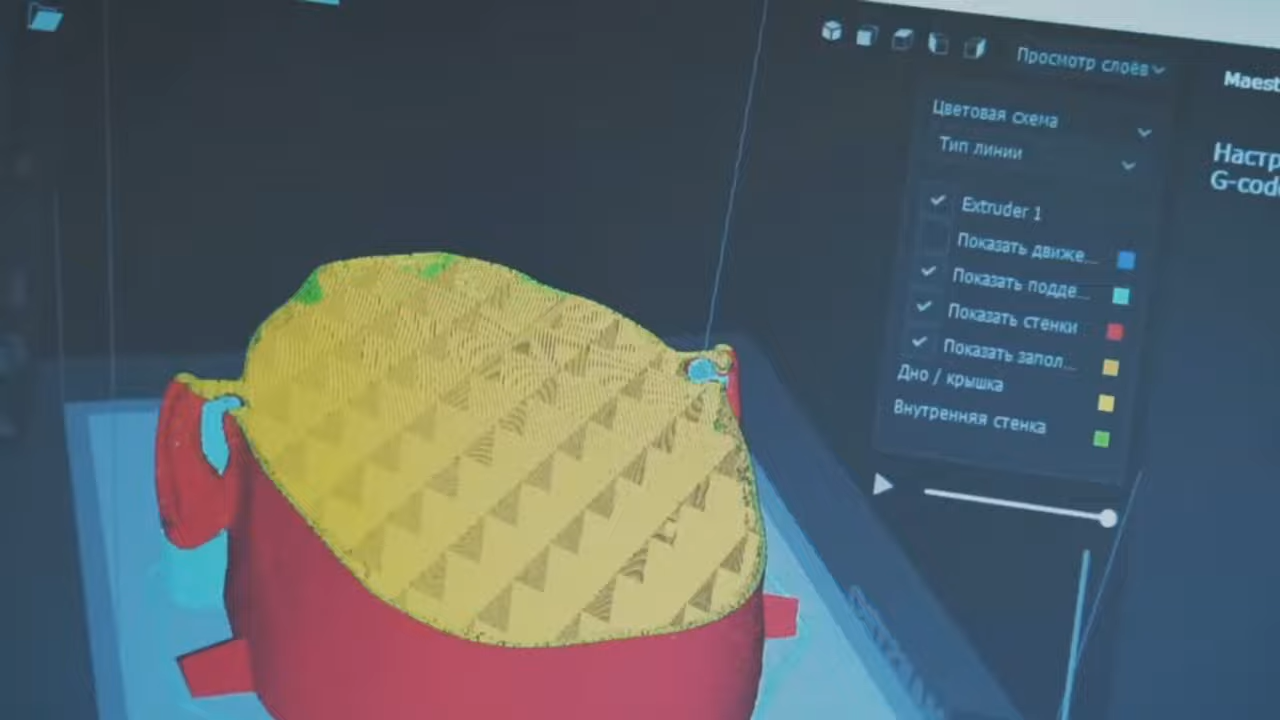 Просмотр слоёв
Maest
Цветовая схема
Тип линии
Настр
G-cod
Extruder 1
Показать движе...
Показать подде...
Показать стенки
Показать запол...
Дно / крышка
Внутренняя стенка